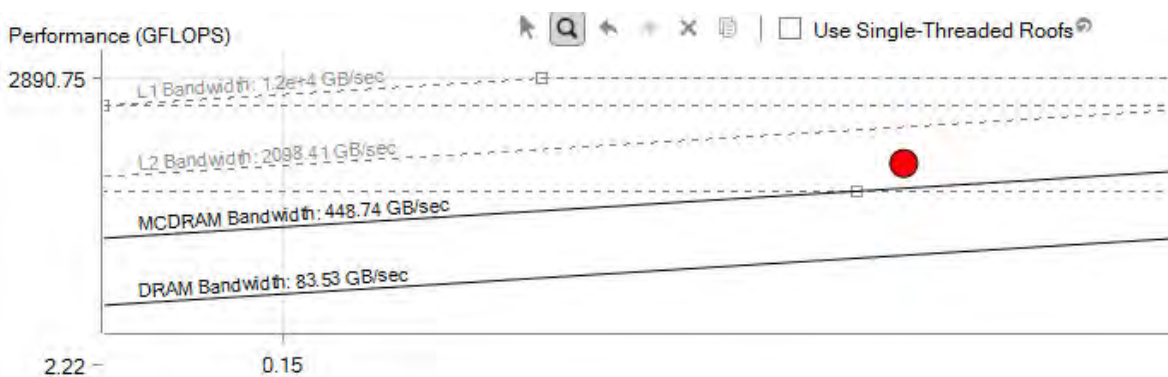 Performance (GFLOPS)
Use Single-Threaded Roofs
2890.75
L1 Bandwidth: 1.2e+4 GB/sec
L2 Bandwidth: 2098.41 GB/sec
MCDRAM Bandwidth: 448.74 GB/sec
DRAM Bandwidth: 83.53 GB/sec
2.22
0.15